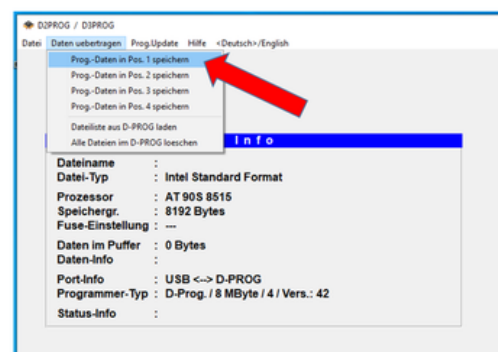 D2PROG / D3PROG
Datei Daten uebertragen Prog.Update Hilfe <Deutsch>/English
Prog.-Daten in Pos. 1 speichern
Prog.-Daten in Pos. 2 speichern
Prog.-Daten in Pos. 3 speichern
Prog.-Daten in Pos. 4 speichern
Dateiliste aus D-PROG laden
Alle Dateien im D-PROG loeschen
Info
Dateiname :
Datei-Typ : Intel Standard Format
Prozessor : AT 90S 8515
Speichergr. : 8192 Bytes
Fuse-Einstellung : ---
Daten im Puffer : 0 Bytes
Daten-Info :
Port-Info : USB <--> D-PROG
Programmer-Typ : D-Prog. / 8 MByte / 4 / Vers.: 42
Status-Info :